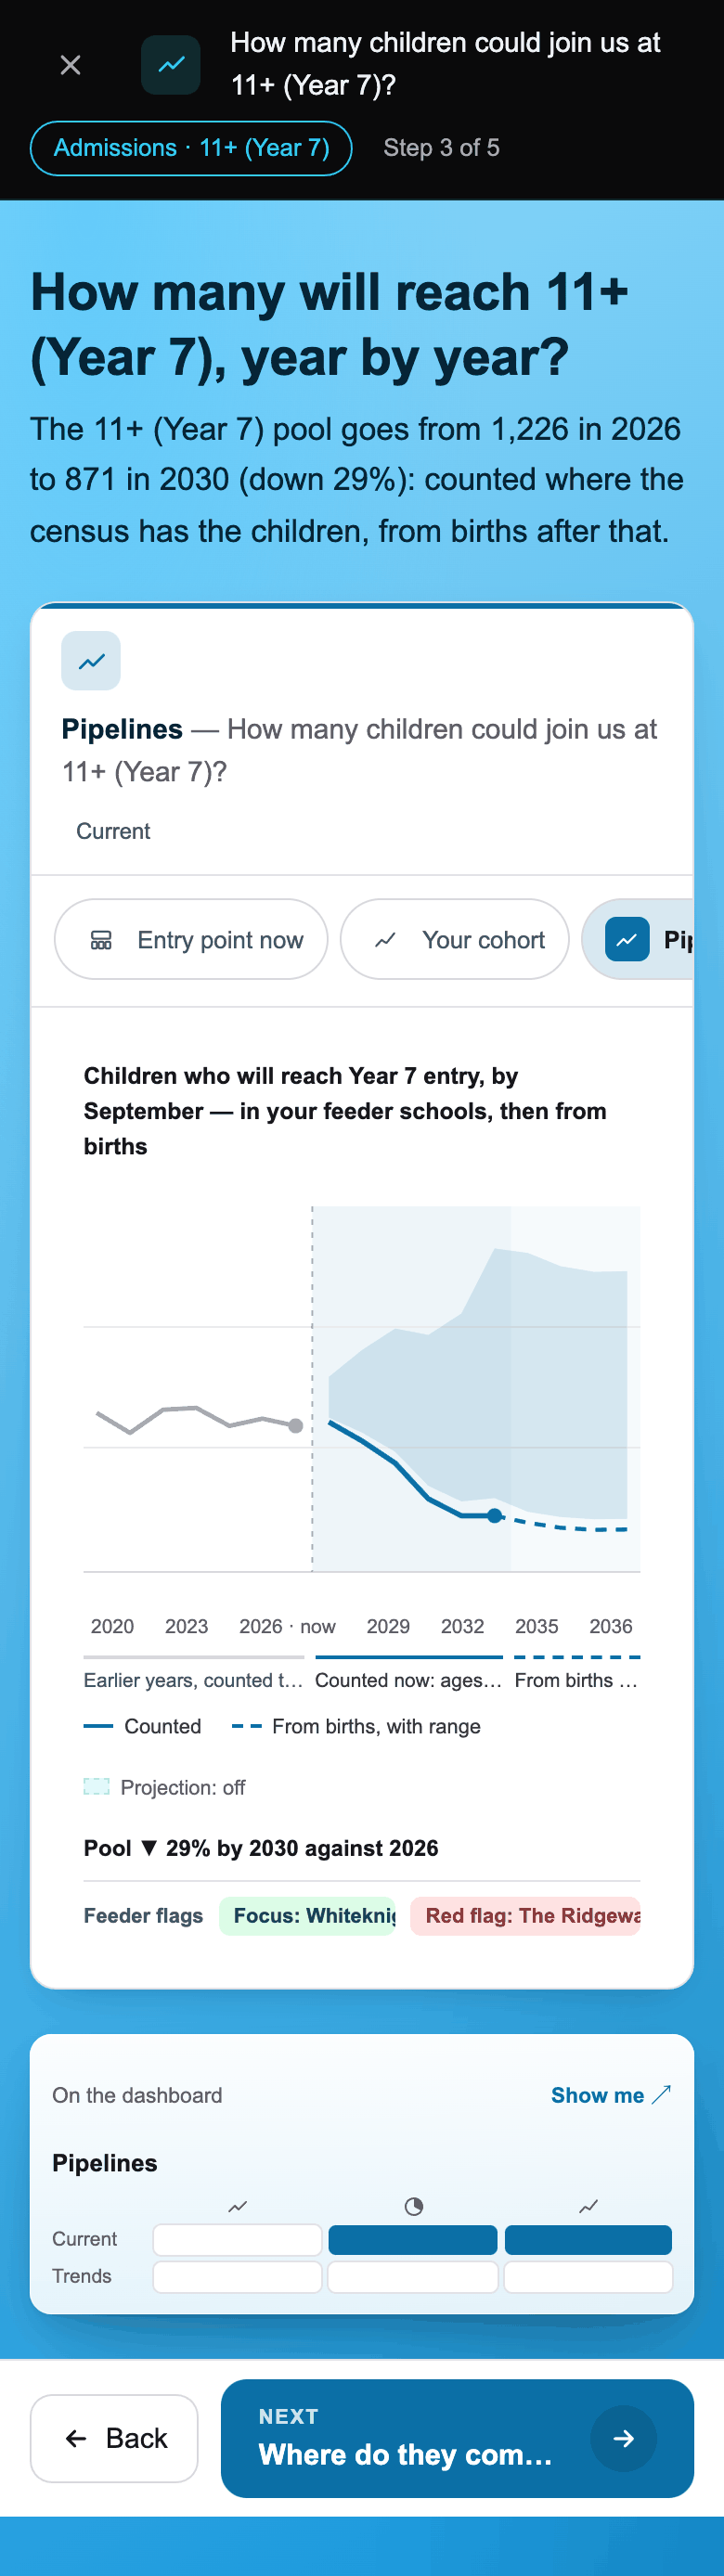 How many children could join us at
11+ (Year 7)?
Admissions · 11+ (Year 7)
Step 3 of 5
How many will reach 11+
(Year 7), year by year?
The 11+ (Year 7) pool goes from 1,226 in 2026
to 871 in 2030 (down 29%): counted where the
census has the children, from births after that.
Pipelines — How many children could join us at
11+ (Year 7)?
Current
Entry point now
Your cohort
Pip
Children who will reach Year 7 entry, by
September — in your feeder schools, then from
births
2020 2023 2026 · now 2029 2032 2035 2036
Earlier years, counted t… Counted now: ages… From births …
Counted From births, with range
Projection: off
Pool ▼ 29% by 2030 against 2026
Feeder flags Focus: Whiteknig Red flag: The Ridgewa
On the dashboard Show me ↗
Pipelines
Current
Trends
← Back
NEXT
Where do they com… →